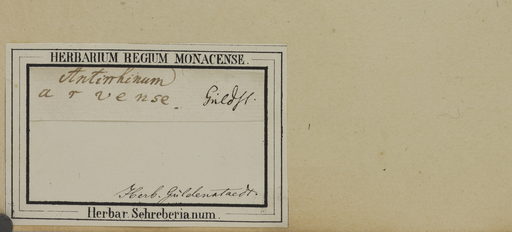 HERBARIUM REGIUM MONACENSE.
Antirrhinum
arvense. Güldst.
Herb. Güldenstaedt.
Herbar. Schreberianum.